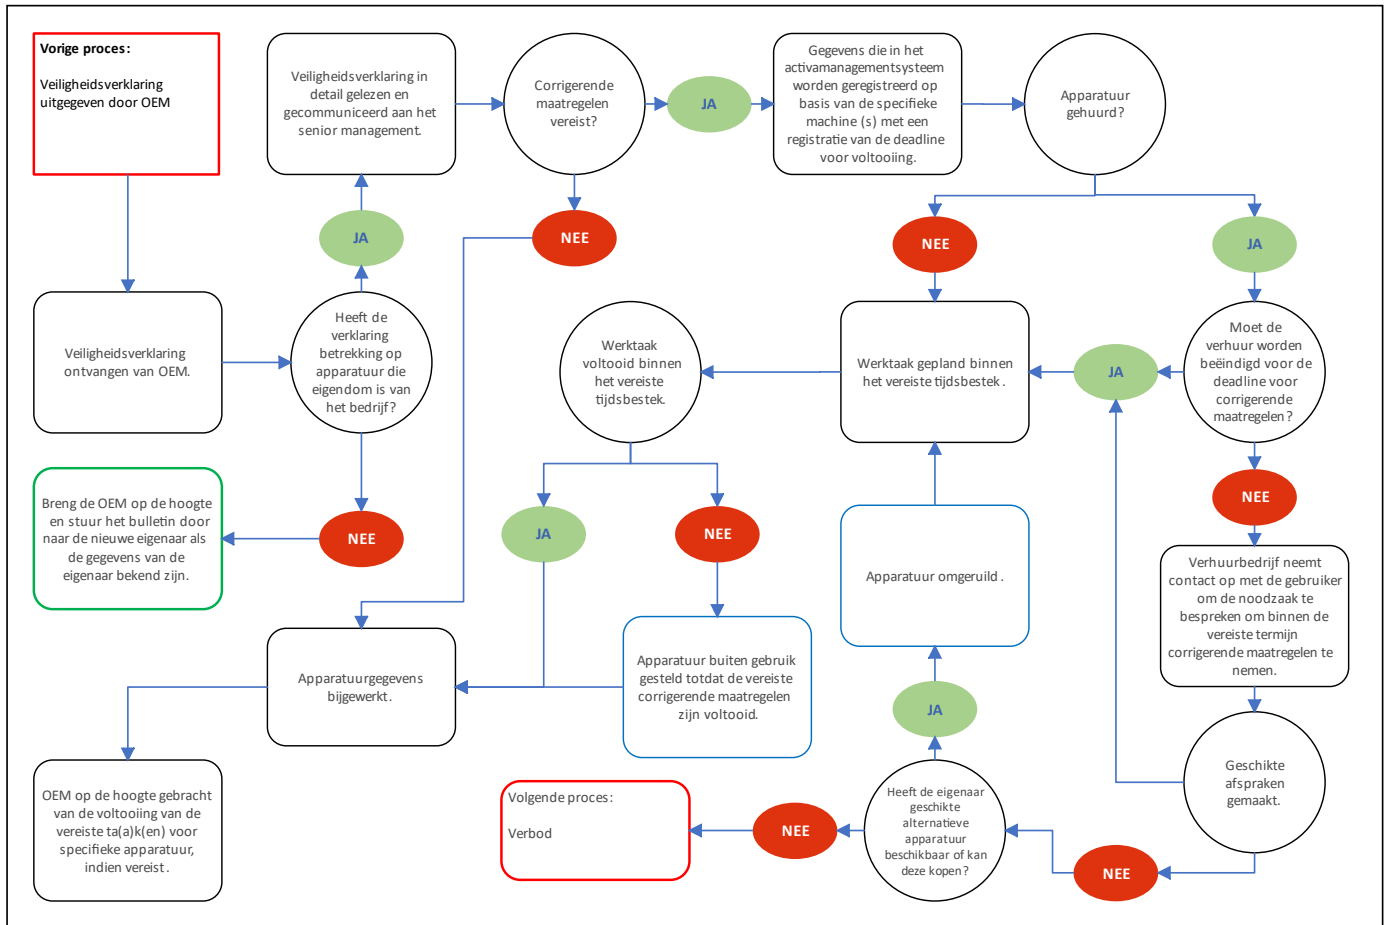 Vorige proces:
Veiligheidsverklaring
uitgegeven door OEM
Veiligheidsverklaring in
detail gelezen en
gecommuniceerd aan het
senior management.
Corrigerende
maatregelen
vereist?
JA
Gegevens die in het
activamanagementsysteem
worden geregistreerd op
basis van de specifieke
machine (s) met een
registratie van de deadline
voor voltooiing.
Apparatuur
gehuurd?
JA
NEE
NEE
JA
Veiligheidsverklaring
ontvangen van OEM.
Heeft de
verklaring
betrekking op
apparatuur die
eigendom is van
het bedrijf?
Werktaak
voltooid binnen
het vereiste
tijdsbestek.
Werktaak gepland binnen
het vereiste tijdsbestek.
JA
Moet de
verhuur worden
beëindigd voor de
deadline voor
corrigerende
maatregelen?
Breng de OEM op de hoogte
en stuur het bulletin door
naar de nieuwe eigenaar als
de gegevens van de
eigenaar bekend zijn.
NEE
JA
NEE
Apparatuur omgeruild.
NEE
Verhuurbedrijf neemt
contact op met de gebruiker
om de noodzaak te
bespreken om binnen de
vereiste termijn
corrigerende maatregelen te
nemen.
Apparatuurgegevens
bijgewerkt.
Apparatuur buiten gebruik
gesteld totdat de vereiste
corrigerende maatregelen
zijn voltooid.
JA
Geschikte
afspraken
gemaakt.
OEM op de hoogte gebracht
van de voltooiing van de
vereiste ta(a)k(en) voor
specifieke apparatuur,
indien vereist.
Volgende proces:
Verbod
NEE
Heeft de eigenaar
geschikte
alternatieve
apparatuur
beschikbaar of kan
deze kopen?
NEE